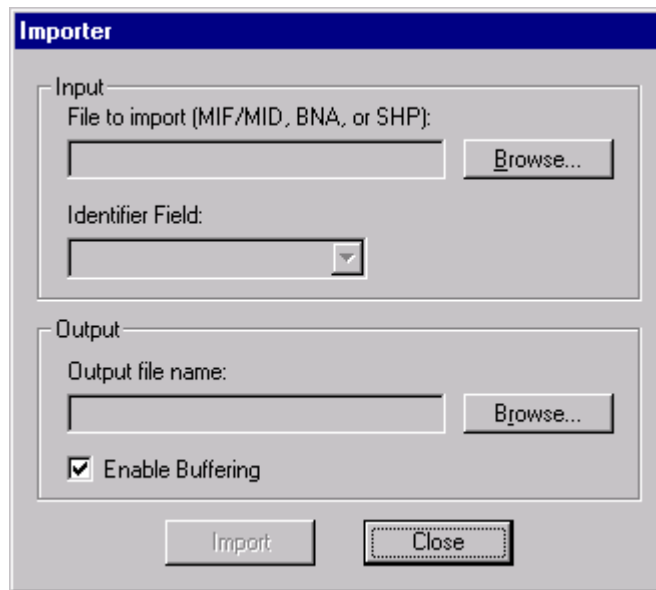 Importer
Input
File to import (MIF/MID, BNA, or SHP):
Browse...
Identifier Field:
Output
Output file name:
Browse...
Enable Buffering
Import
Close